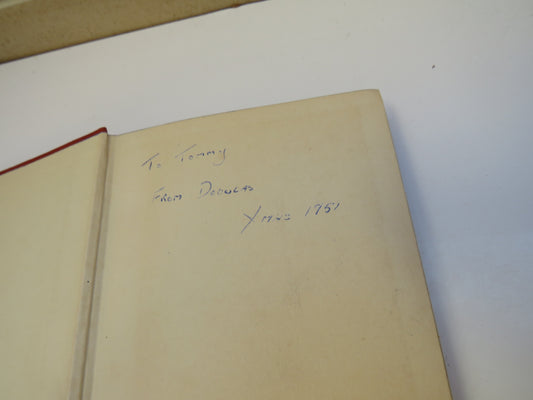 To Tommy
From Douglas
Xmas 1951